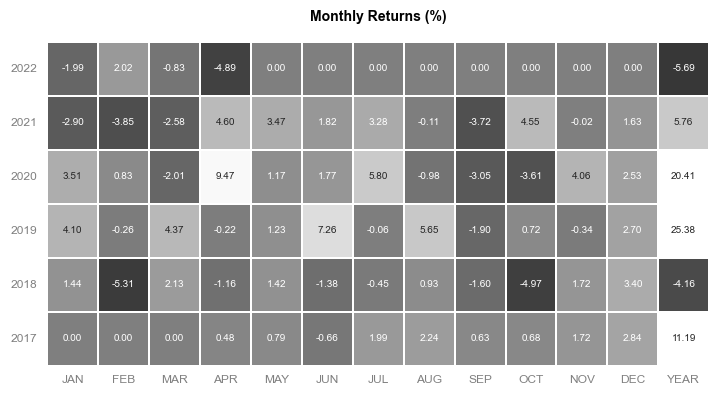 Monthly Returns (%)
2022 -1.99 2.02 -0.83 -4.89 0.00 0.00 0.00 0.00 0.00 0.00 0.00 0.00 -5.69
2021 -2.90 -3.85 -2.58 4.60 3.47 1.82 3.28 -0.11 -3.72 4.55 -0.02 1.63 5.76
2020 3.51 0.83 -2.01 9.47 1.17 1.77 5.80 -0.98 -3.05 -3.61 4.06 2.53 20.41
2019 4.10 -0.26 4.37 -0.22 1.23 7.26 -0.06 5.65 -1.90 0.72 -0.34 2.70 25.38
2018 1.44 -5.31 2.13 -1.16 1.42 -1.38 -0.45 0.93 -1.60 -4.97 1.72 3.40 -4.16
2017 0.00 0.00 0.00 0.48 0.79 -0.66 1.99 2.24 0.63 0.68 1.72 2.84 11.19
JAN FEB MAR APR MAY JUN JUL AUG SEP OCT NOV DEC YEAR